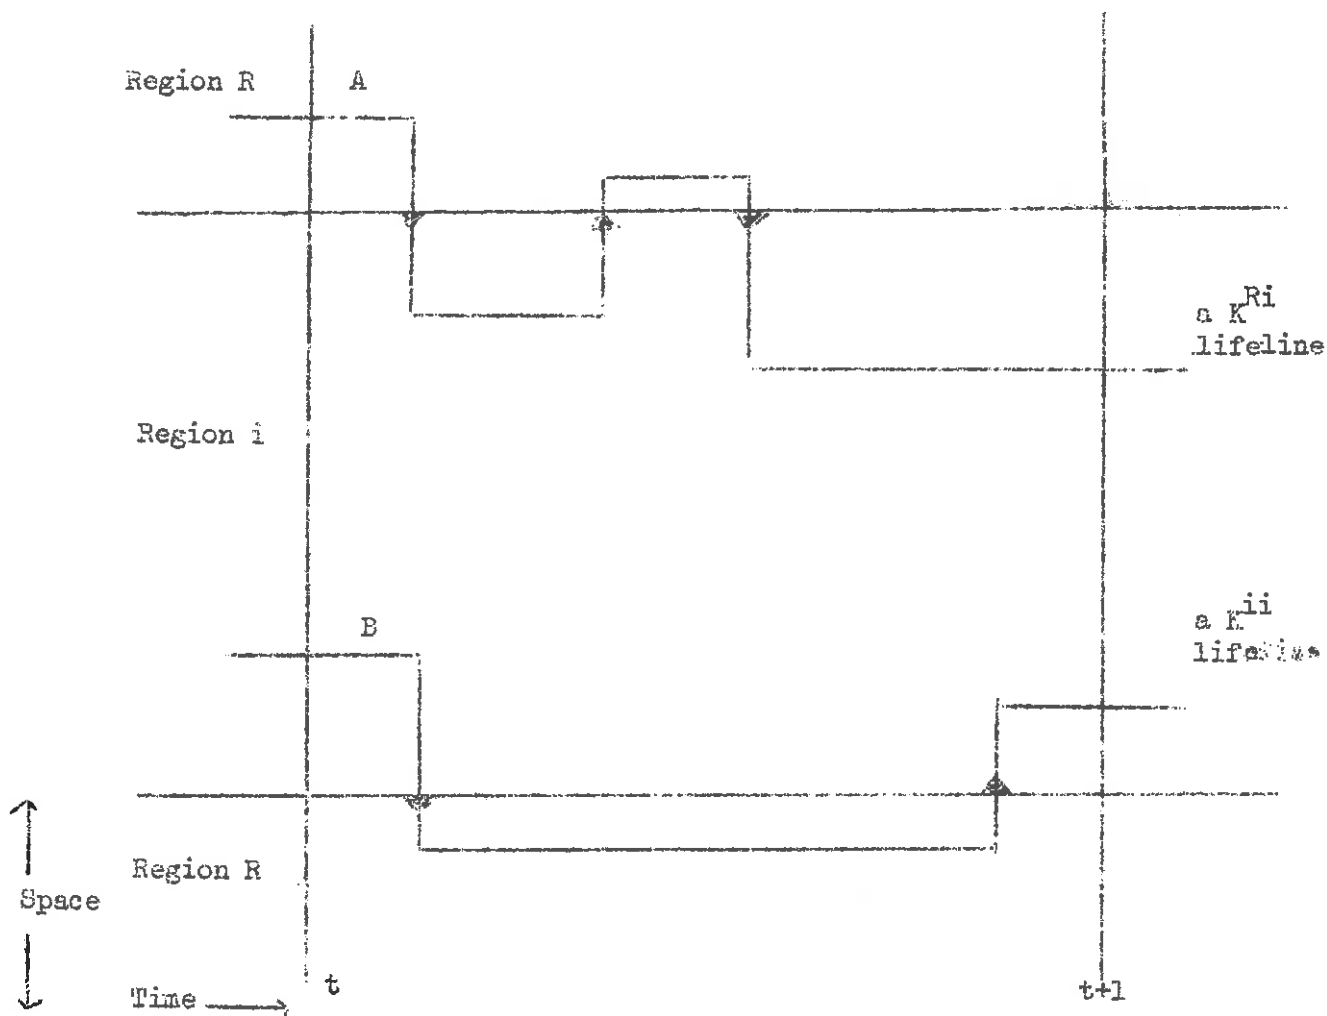 Region R
A
a K^Ri
lifeline
Region i
B
a K^ii
Region R
Space
Time
t
t+1